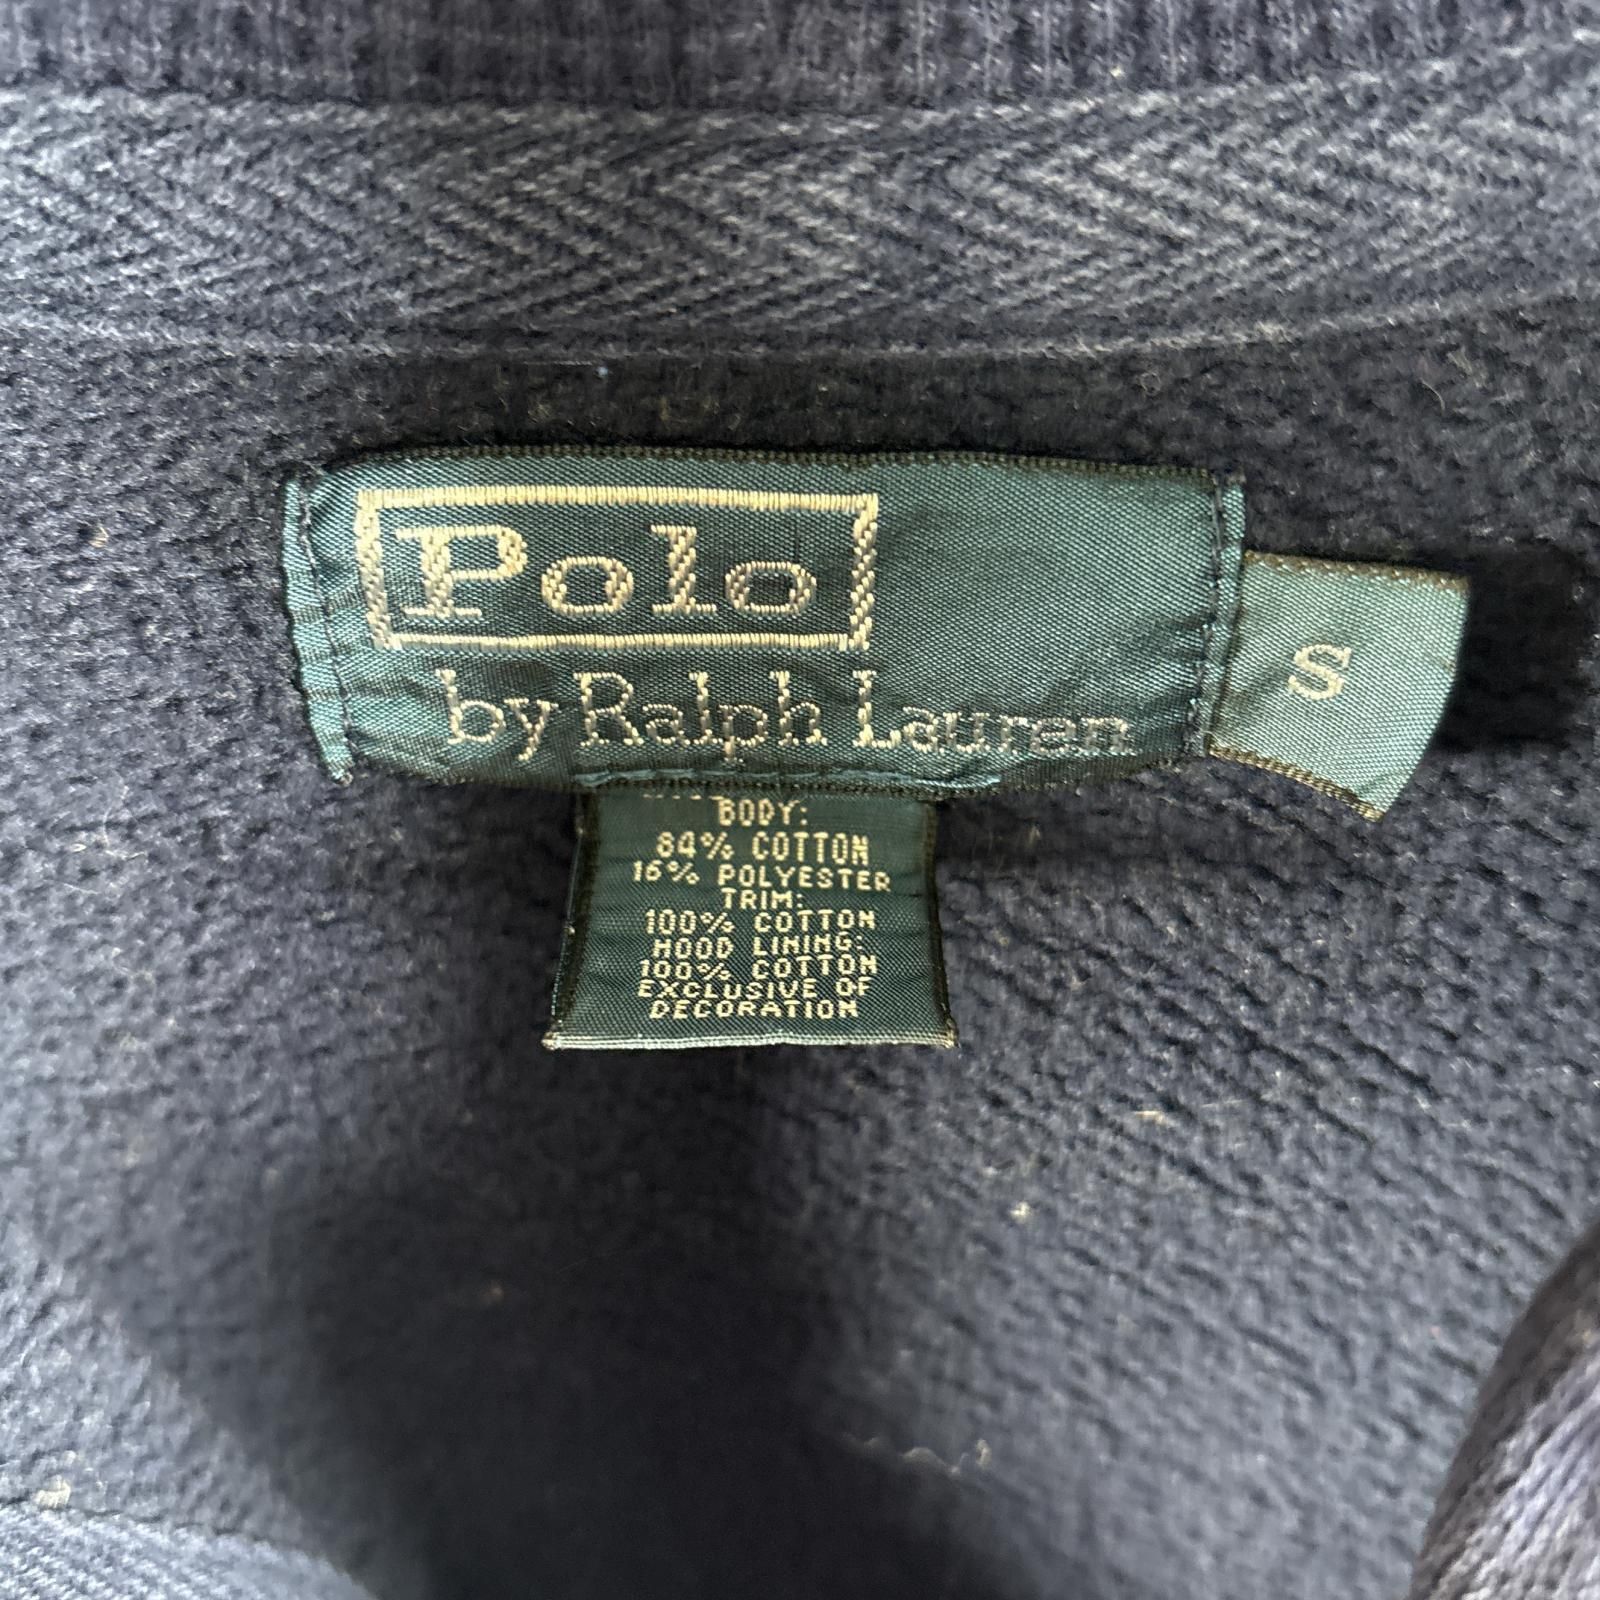 Polo
by Ralph Lauren
S
BODY:
84% COTTON
16% POLYESTER
TRIM:
100% COTTON
HOOD LINING:
100% COTTON
EXCLUSIVE OF
DECORATION